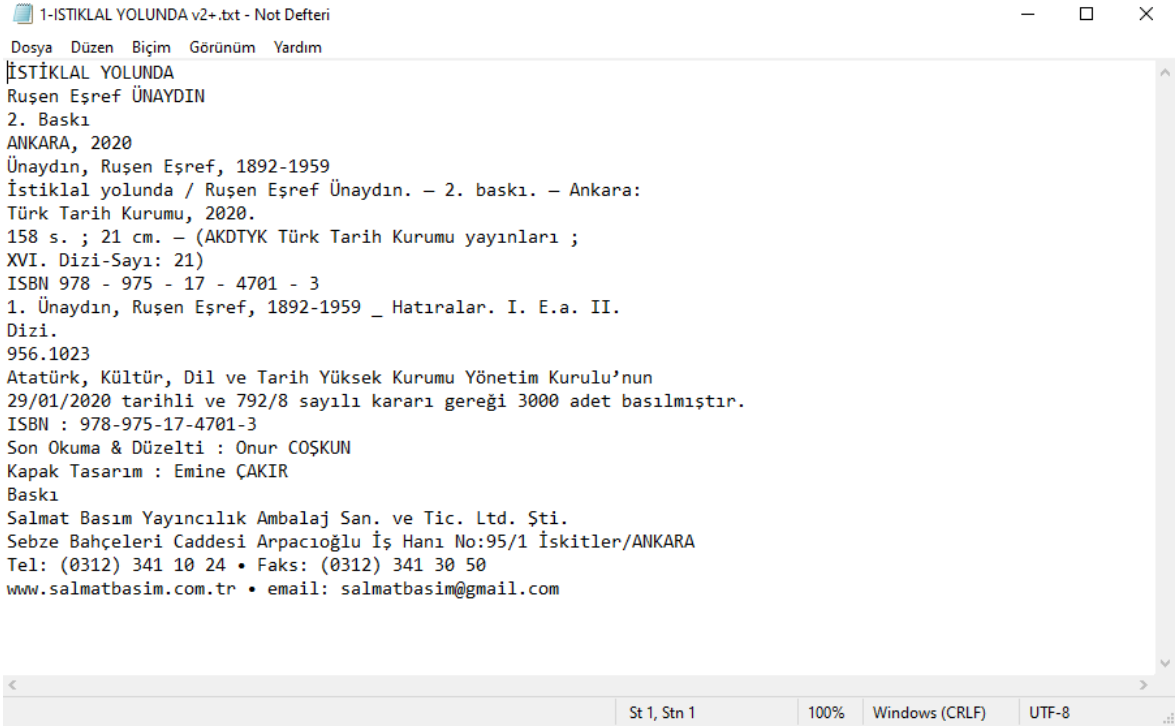 1-ISTIKLAL YOLUNDA v2+.txt - Not Defteri
Dosya Düzen Biçim Görünüm Yardım
İSTİKLAL YOLUNDA
Ruşen Eşref ÜNAYDIN
2. Baskı
ANKARA, 2020
Ünaydın, Ruşen Eşref, 1892-1959
İstiklal yolunda / Ruşen Eşref Ünaydın. — 2. baskı. — Ankara:
Türk Tarih Kurumu, 2020.
158 s. ; 21 cm. — (AKDTYK Türk Tarih Kurumu yayınları ;
XVI. Dizi-Sayı: 21)
ISBN 978 - 975 - 17 - 4701 - 3
1. Ünaydın, Ruşen Eşref, 1892-1959 _ Hatıralar. I. E.a. II.
Dizi.
956.1023
Atatürk, Kültür, Dil ve Tarih Yüksek Kurumu Yönetim Kurulu’nun
29/01/2020 tarihli ve 792/8 sayılı kararı gereği 3000 adet basılmıştır.
ISBN : 978-975-17-4701-3
Son Okuma & Düzelti : Onur COŞKUN
Kapak Tasarım : Emine ÇAKIR
Baskı
Salmat Basım Yayıncılık Ambalaj San. ve Tic. Ltd. Şti.
Sebze Bahçeleri Caddesi Arpacıoğlu İş Hanı No:95/1 İskitler/ANKARA
Tel: (0312) 341 10 24 • Faks: (0312) 341 30 50
www.salmatbasim.com.tr • email: salmatbasim@gmail.com
St 1, Stn 1 100% Windows (CRLF) UTF-8